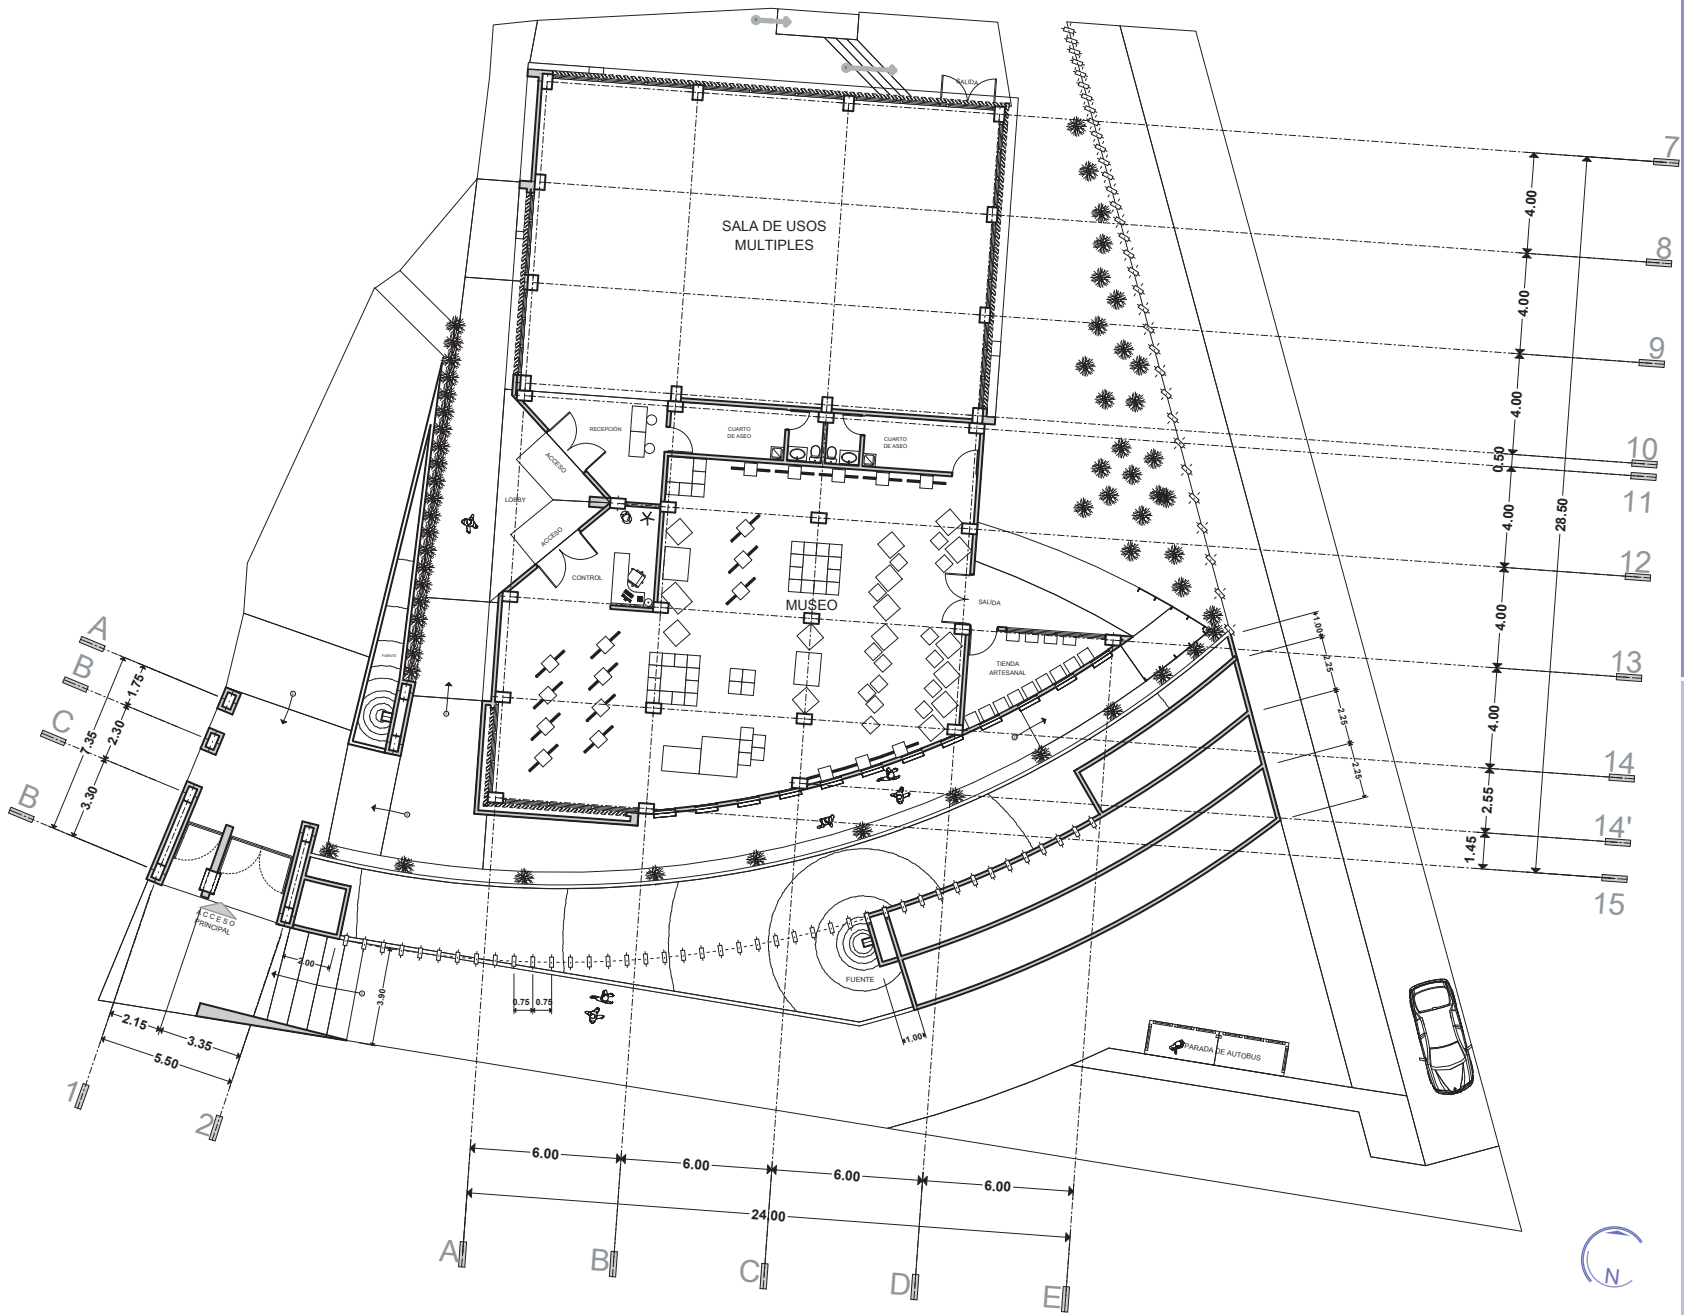 SALIDA
7
4.00
SALA DE USOS
MULTIPLES
8
4.00
9
4.00
10
0.50
11
28.50
4.00
12
4.00
13
4.00
14
2.55
14'
1.45
15
RECEPCIÓN
CUARTO
DE ASEO
CUARTO
DE ASEO
ACCESO
LOBBY
ACCESO
CONTROL
MUSEO
SALIDA
TIENDA
ARTESANAL
FUENTE
1.00
2.25
2.25
2.25
A
B
C
B
1.75
2.30
7.35
3.30
ACCESO
PRINCIPAL
2.00
3.90
0.75
0.75
FUENTE
1.00
PARADA DE AUTOBUS
2.15
3.35
5.50
1
2
6.00
6.00
6.00
6.00
24.00
A
B
C
D
E
N